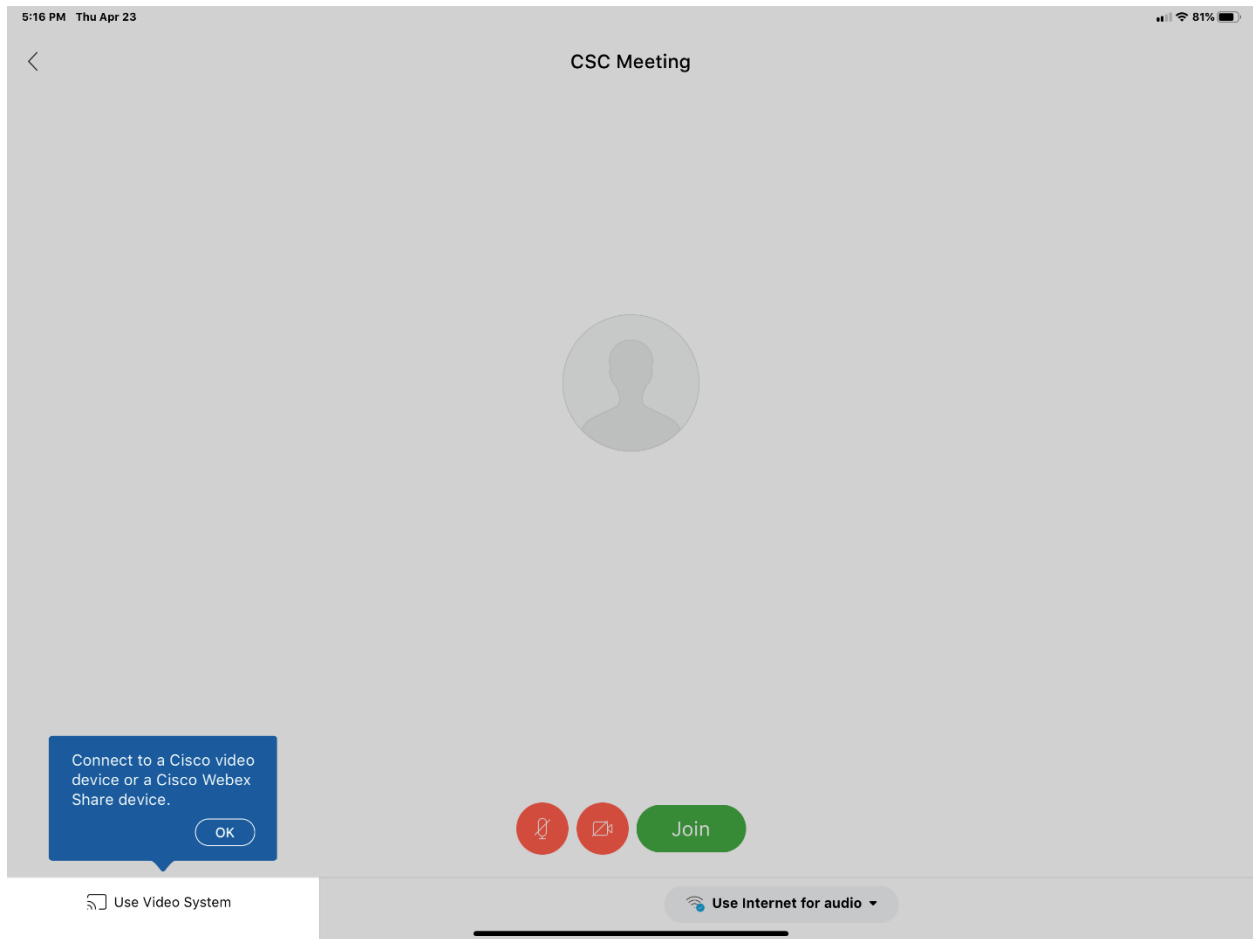 5:16 PM Thu Apr 23
81%
CSC Meeting
Connect to a Cisco video
device or a Cisco Webex
Share device.
OK
Join
Use Video System
Use Internet for audio